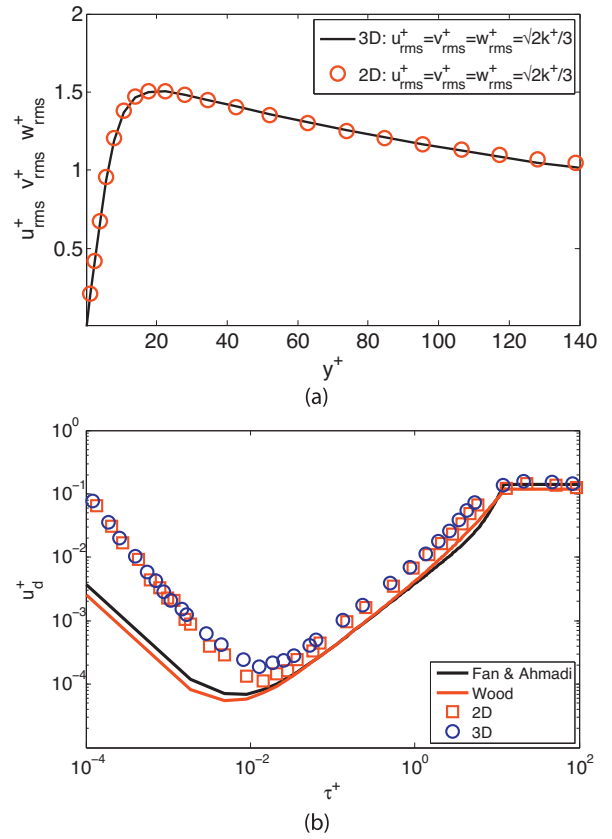 2
1.5
1
0.5
u⁺rms v⁺rms w⁺rms
3D: u⁺rms=v⁺rms=w⁺rms=√2k⁺/3
2D: u⁺rms=v⁺rms=w⁺rms=√2k⁺/3
20 40 60 80 100 120 140
y⁺
(a)
10⁰
10⁻¹
10⁻²
10⁻³
10⁻⁴
u⁺d
Fan & Ahmadi
Wood
2D
3D
10⁻⁴ 10⁻² 10⁰ 10²
τ⁺
(b)